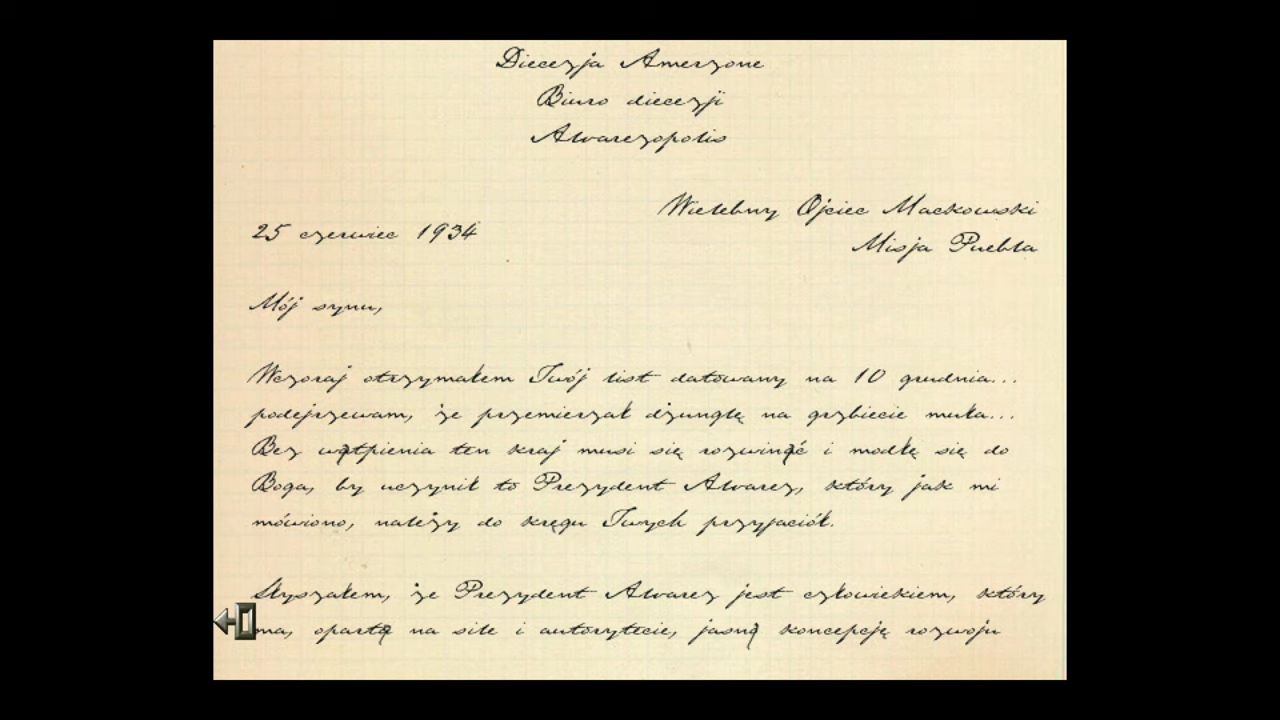 Diecezja Amerzone
Biuro diecezji
Alvarezopolis
Wielebny Ojciec Mackowski
25 czerwiec 1934
Misja Puebla
Mój synu,
Wczoraj otrzymałem Twój list datowany na 10 grudnia...
podejrzewam, że przemierzał dżunglę na grzbiecie muła...
Bez wątpienia ten kraj musi się rozwinąć i modlę się do
Boga, by uczynił to Prezydent Alvarez, który jak mi
mówiono, należy do kręgu Twych przyjaciół.
Słyszałem, że Prezydent Alvarez jest człowiekiem, który
ma, opartą na sile i autorytecie, jasną koncepcję rozwoju